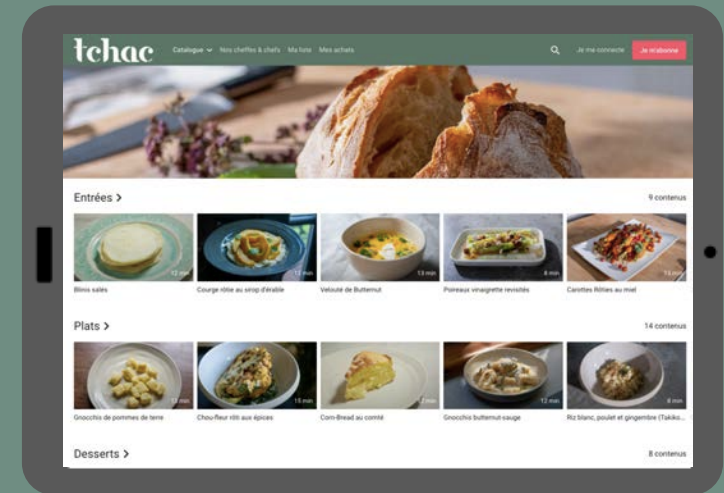 tchac
Catalogue Nos cheffes & chefs Ma liste Mes achats Je me connecte Je m'abonne
Entrées >
9 contenus
12 min
13 min
8 min
13 min
Blinis salés
Courge rôtie au sirop d'érable
Velouté de Butternut
Poireaux vinaigrette revisités
Carottes Rôties au miel
Plats >
14 contenus
15 min
12 min
8 min
Gnocchis de pommes de terre
Chou-fleur rôti aux épices
Corn-Bread au comté
Gnocchis butternut-sauge
Riz blanc, poulet et gingembre (Takiko...
Desserts >
8 contenus